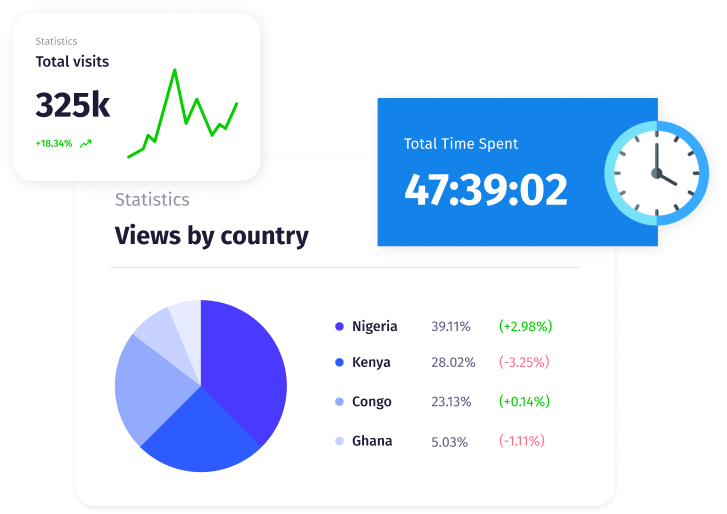 Statistics
Total visits
325k
+18.34%
Total Time Spent
47:39:02
Statistics
Views by country
Nigeria 39.11% (+2.98%)
Kenya 28.02% (-3.25%)
Congo 23.13% (+0.14%)
Ghana 5.03% (-1.11%)